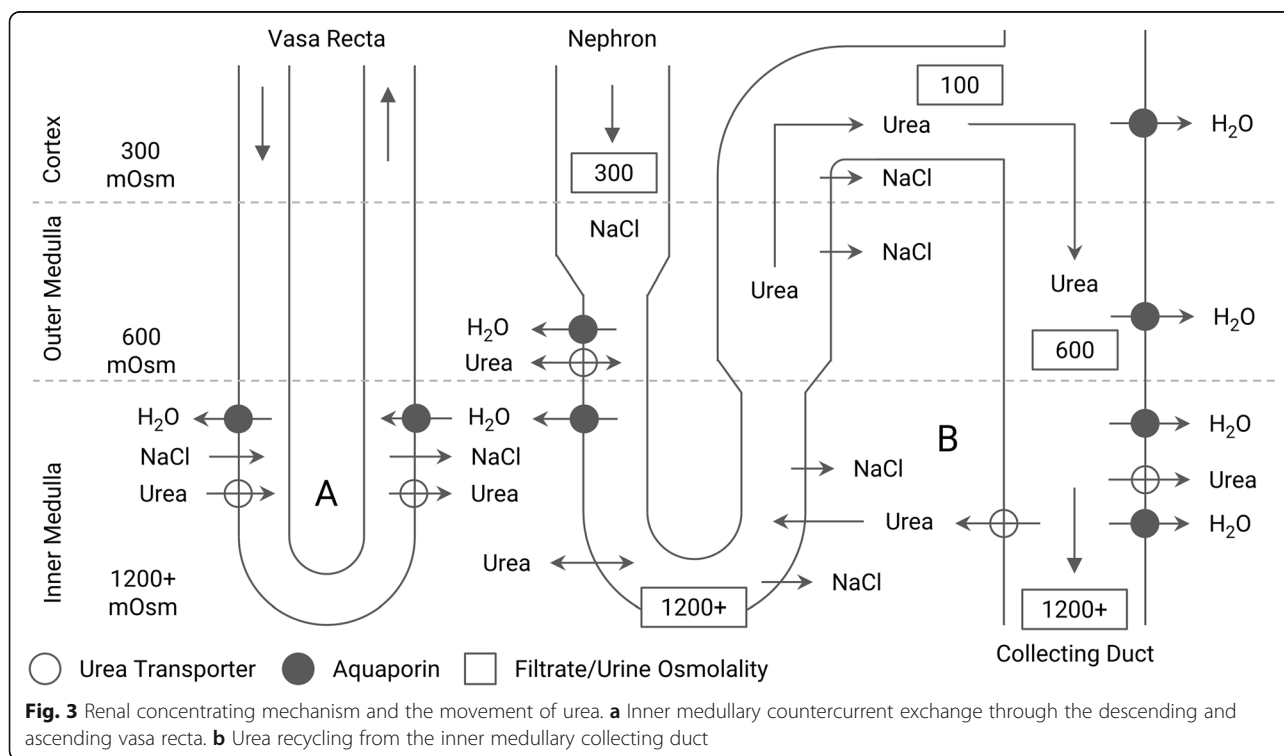 Vasa Recta
Nephron
Cortex
300
mOsm
300
NaCl
100
Urea
NaCl
H₂O
Outer Medulla
600
mOsm
H₂O
Urea
Urea
NaCl
Urea
600
H₂O
Inner Medulla
1200+
mOsm
H₂O
NaCl
Urea
A
H₂O
NaCl
Urea
Urea
1200+
NaCl
NaCl
Urea
B
H₂O
Urea
H₂O
1200+
Collecting Duct
Urea Transporter
Aquaporin
Filtrate/Urine Osmolality
Fig. 3 Renal concentrating mechanism and the movement of urea. a Inner medullary countercurrent exchange through the descending and
ascending vasa recta. b Urea recycling from the inner medullary collecting duct